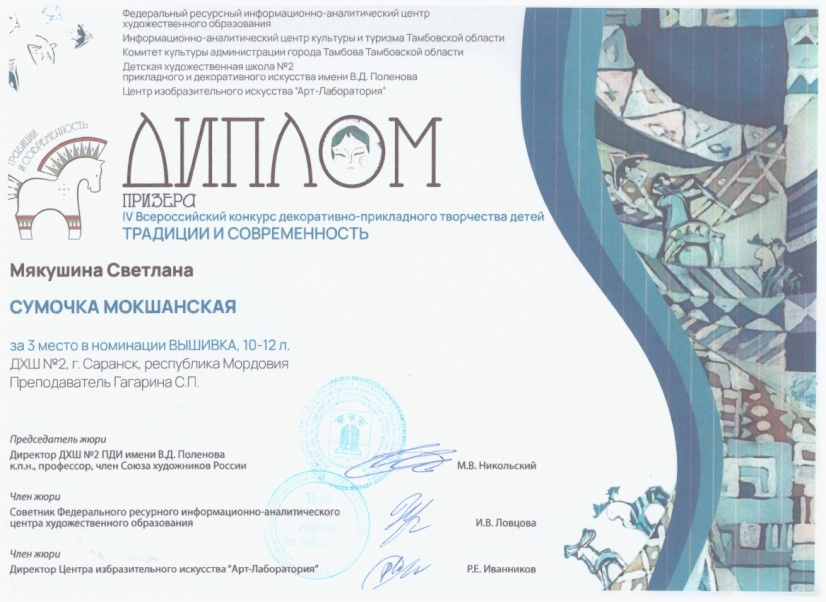 Федеральный ресурсный информационно-аналитический центр
художественного образования
Информационно-аналитический центр культуры и туризма Тамбовской области
Комитет культуры администрации города Тамбова Тамбовской области
Детская художественная школа №2
прикладного и декоративного искусства имени В.Д. Поленова
Центр изобразительного искусства "Арт-Лаборатория"
ТРАДИЦИИ
И СОВРЕМЕННОСТЬ
ДИПЛОМ
ПРИЗЕРА
IV Всероссийский конкурс декоративно-прикладного творчества детей
ТРАДИЦИИ И СОВРЕМЕННОСТЬ
Мякушина Светлана
СУМОЧКА МОКШАНСКАЯ
за 3 место в номинации ВЫШИВКА, 10-12 л.
ДХШ №2, г. Саранск, республика Мордовия
Преподаватель Гагарина С.П.
Председатель жюри
Директор ДХШ №2 ПДИ имени В.Д. Поленова
к.п.н., профессор, член Союза художников России
М.В. Никольский
Член жюри
Советник Федерального ресурного информационно-аналитического
центра художественного образования
И.В. Ловцова
Член жюри
Директор Центра избразительного искусства "Арт-Лаборатория"
Р.Е. Иванников